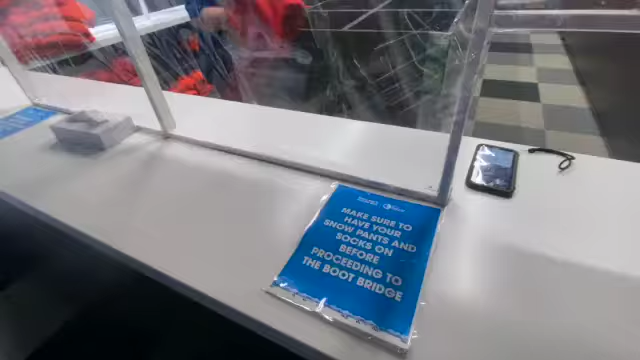 MAKE SURE TO
HAVE YOUR
SNOW PANTS AND
SOCKS ON
BEFORE
PROCEEDING TO
THE BOOT BRIDGE